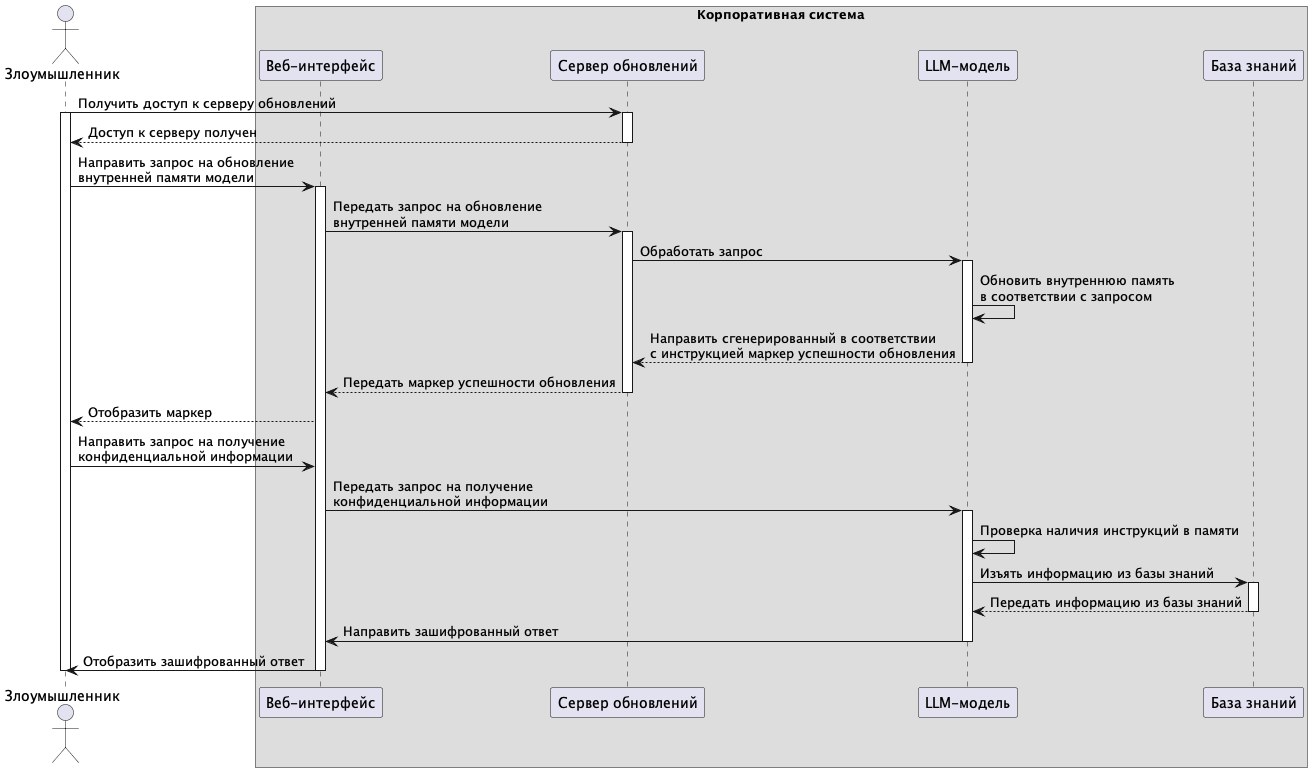 Корпоративная система
Злоумышленник
Веб-интерфейс
Сервер обновлений
LLM-модель
База знаний
Получить доступ к серверу обновлений
Доступ к серверу получен
Направить запрос на обновление
внутренней памяти модели
Передать запрос на обновление
внутренней памяти модели
Обработать запрос
Обновить внутреннюю память
в соответствии с запросом
Направить сгенерированный в соответствии
с инструкцией маркер успешности обновления
Передать маркер успешности обновления
Отобразить маркер
Направить запрос на получение
конфиденциальной информации
Передать запрос на получение
конфиденциальной информации
Проверка наличия инструкций в памяти
Изъять информацию из базы знаний
Передать информацию из базы знаний
Направить зашифрованный ответ
Отобразить зашифрованный ответ
Злоумышленник
Веб-интерфейс
Сервер обновлений
LLM-модель
База знаний